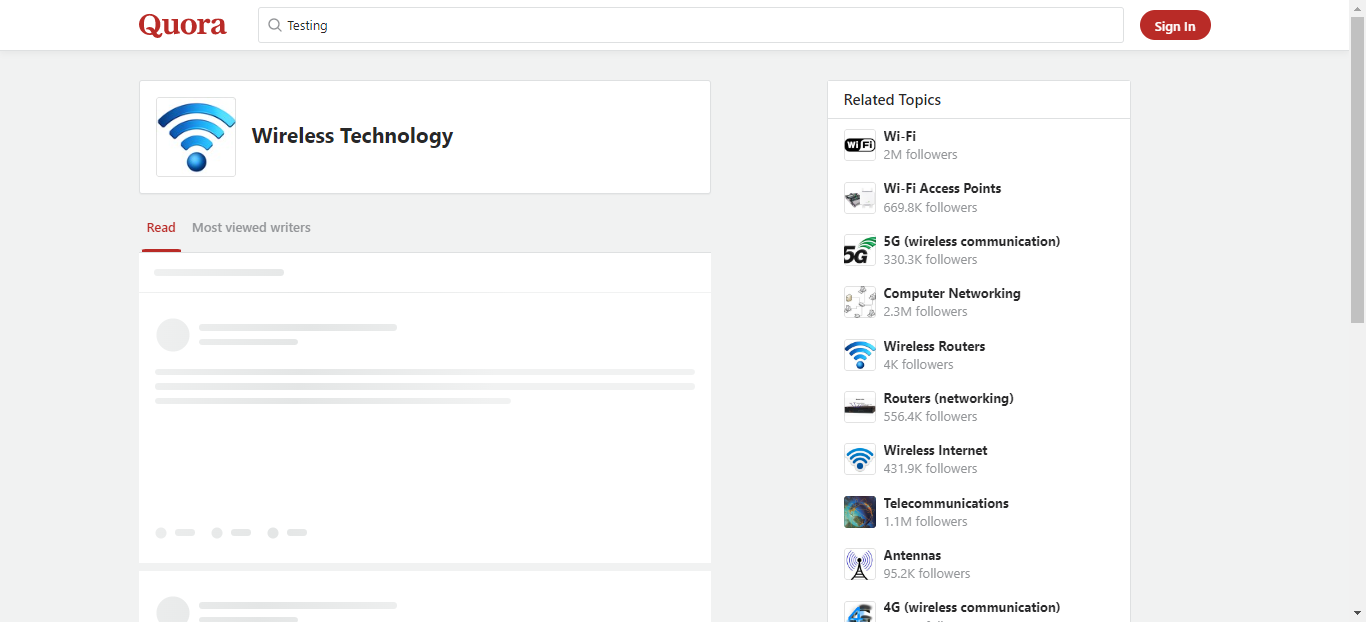 Quora
Testing
Sign In
Wireless Technology
Read
Most viewed writers
Related Topics
WiFi
Wi-Fi
2M followers
Wi-Fi Access Points
669.8K followers
5G
5G (wireless communication)
330.3K followers
Computer Networking
2.3M followers
Wireless Routers
4K followers
Routers (networking)
556.4K followers
Wireless Internet
431.9K followers
Telecommunications
1.1M followers
Antennas
95.2K followers
4G (wireless communication)